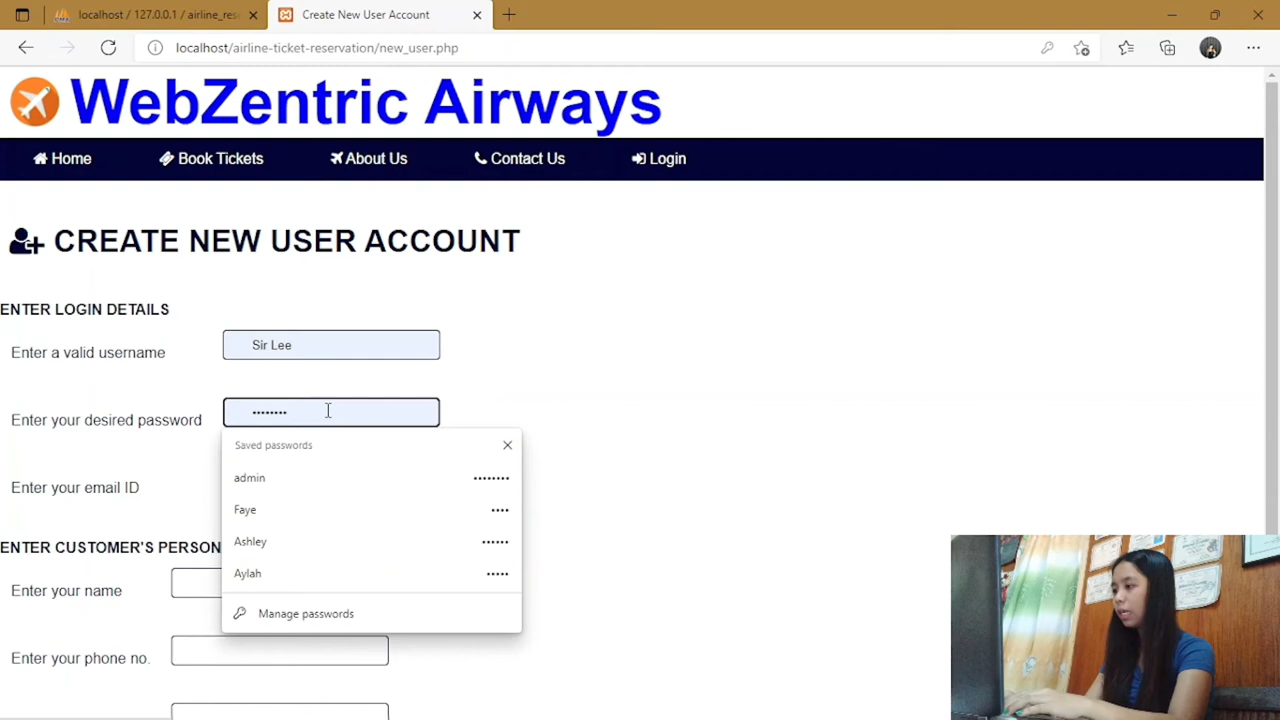 localhost / 127.0.0.1 / airline_rese
Create New User Account
localhost/airline-ticket-reservation/new_user.php
WebZentric Airways
Home Book Tickets About Us Contact Us Login
CREATE NEW USER ACCOUNT
ENTER LOGIN DETAILS
Enter a valid username
Sir Lee
Enter your desired password
••••••••
Saved passwords
admin ••••••••
Faye ••••
Ashley ••••••
Aylah •••••
Manage passwords
Enter your email ID
ENTER CUSTOMER'S PERSON
Enter your name
Enter your phone no.